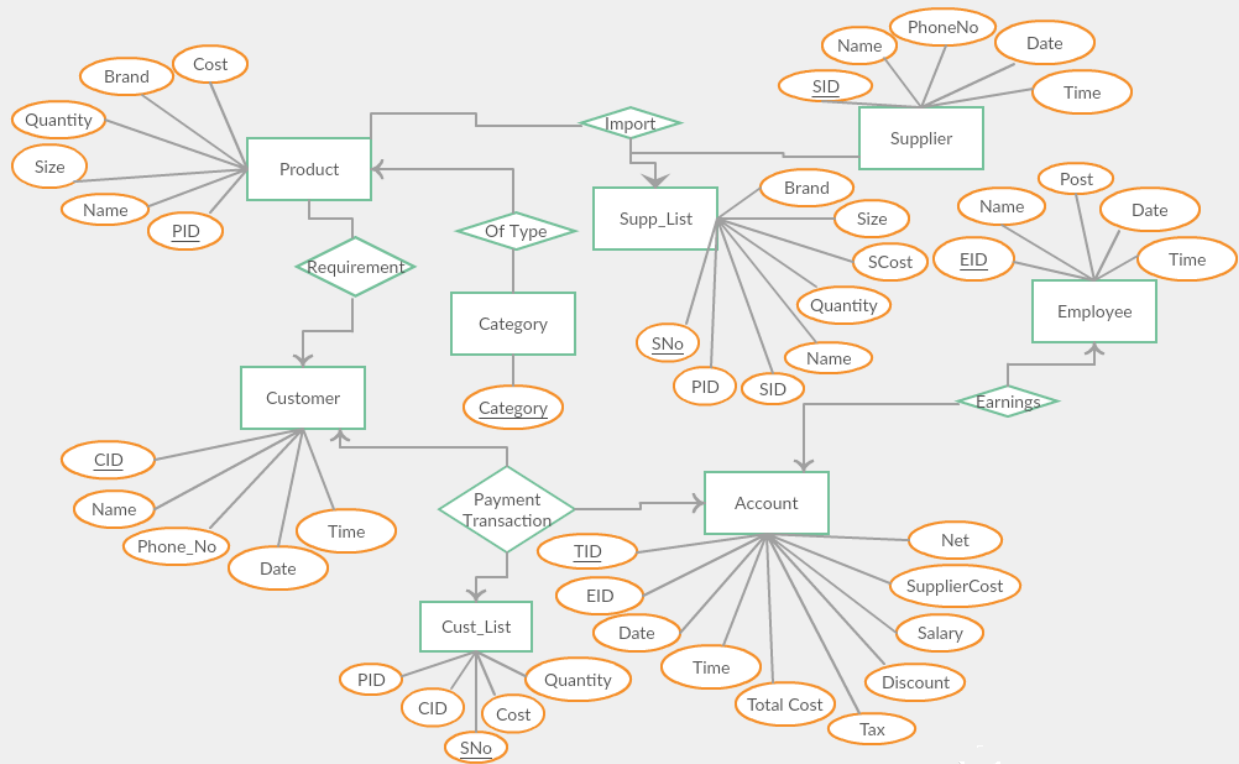 PhoneNo
Name
Date
SID
Time
Supplier
Cost
Brand
Quantity
Size
Name
PID
Product
Import
Supp_List
Brand
Size
SCost
Quantity
Name
SID
PID
SNo
Post
Name
Date
EID
Time
Employee
Of Type
Requirement
Category
Category
Customer
CID
Name
Phone_No
Date
Time
Earnings
Payment
Transaction
Account
TID
EID
Date
Time
Total Cost
Tax
Discount
Salary
SupplierCost
Net
Cust_List
PID
CID
SNo
Cost
Quantity